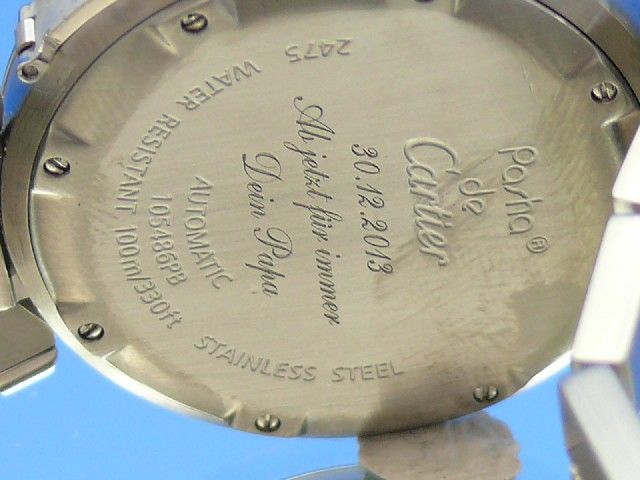 Pasha®
de
Cartier
30.12.2013
Ab jetzt für immer
Dein Papa
AUTOMATIC
105486PB
2475 WATER RESISTANT 100m/330ft STAINLESS STEEL